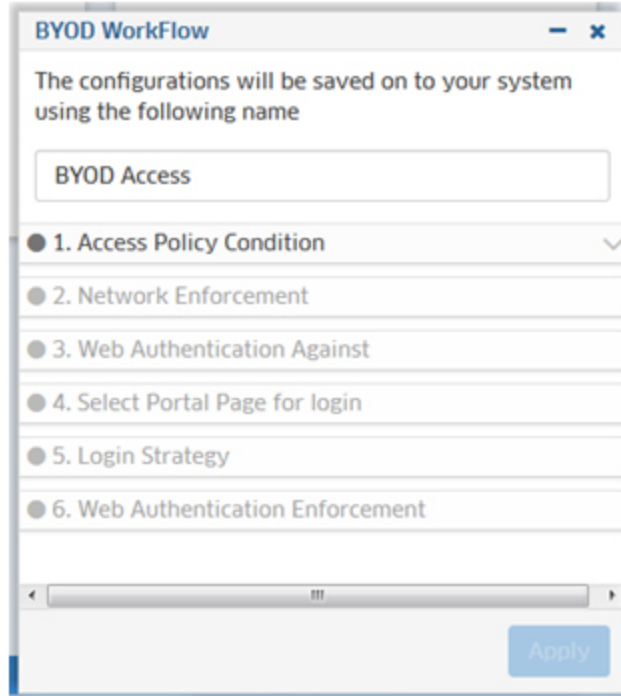 BYOD WorkFlow
The configurations will be saved on to your system
using the following name
BYOD Access
1. Access Policy Condition
2. Network Enforcement
3. Web Authentication Against
4. Select Portal Page for login
5. Login Strategy
6. Web Authentication Enforcement
Apply